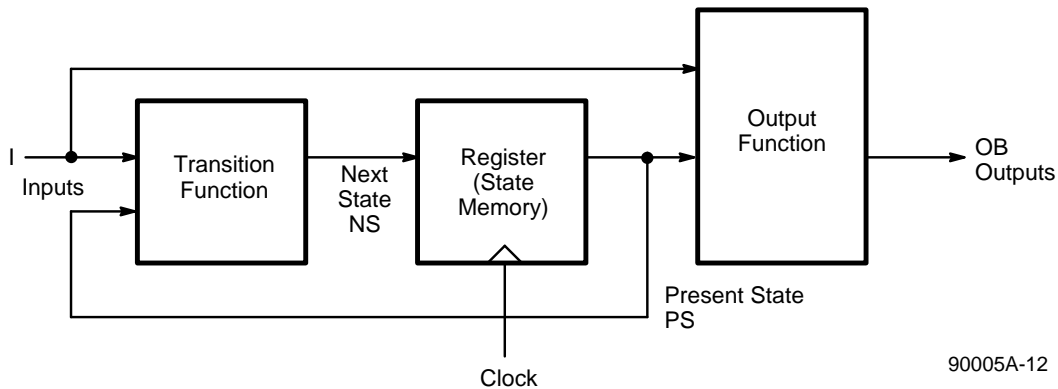 I
Inputs
Transition
Function
Next
State
NS
Register
(State
Memory)
Clock
Present State
PS
Output
Function
OB
Outputs
90005A-12